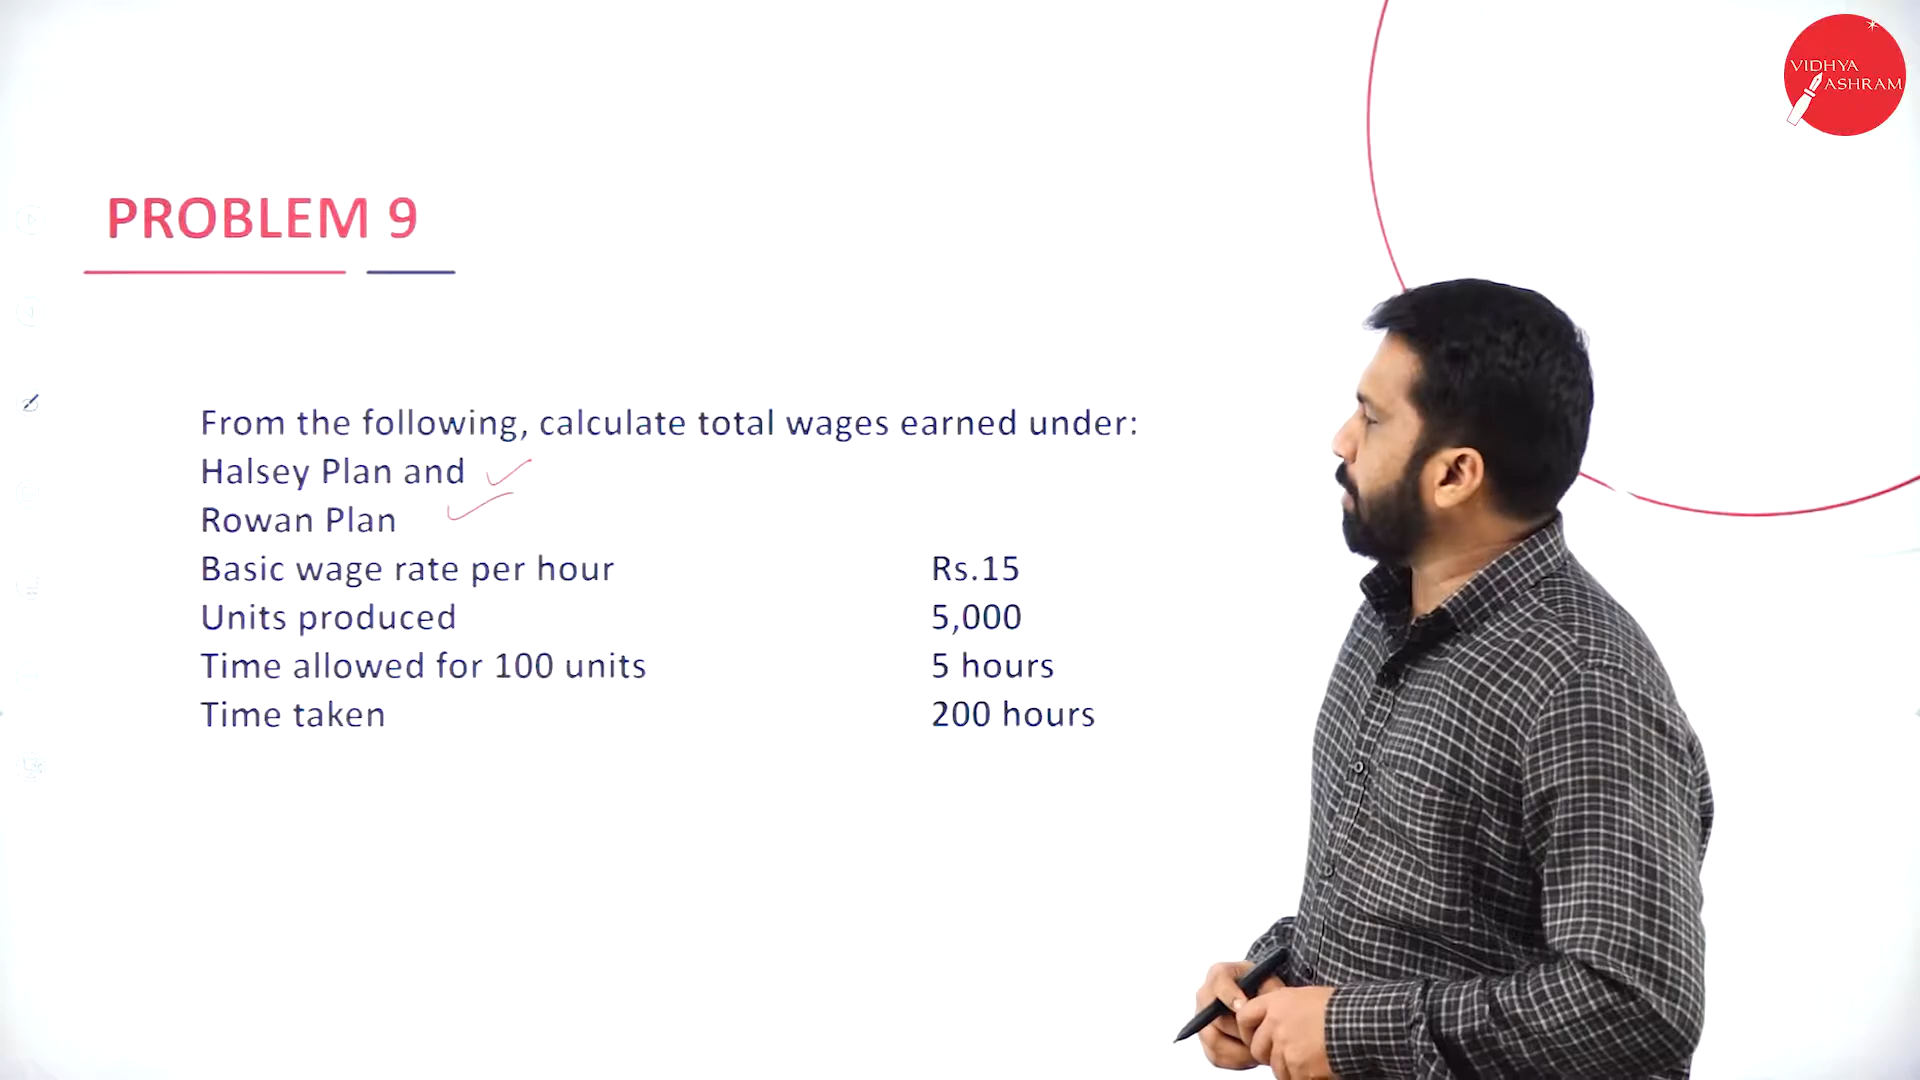 VIDHYA
ASHRAM
PROBLEM 9
From the following, calculate total wages earned under:
Halsey Plan and
Rowan Plan
Basic wage rate per hour Rs.15
Units produced 5,000
Time allowed for 100 units 5 hours
Time taken 200 hours